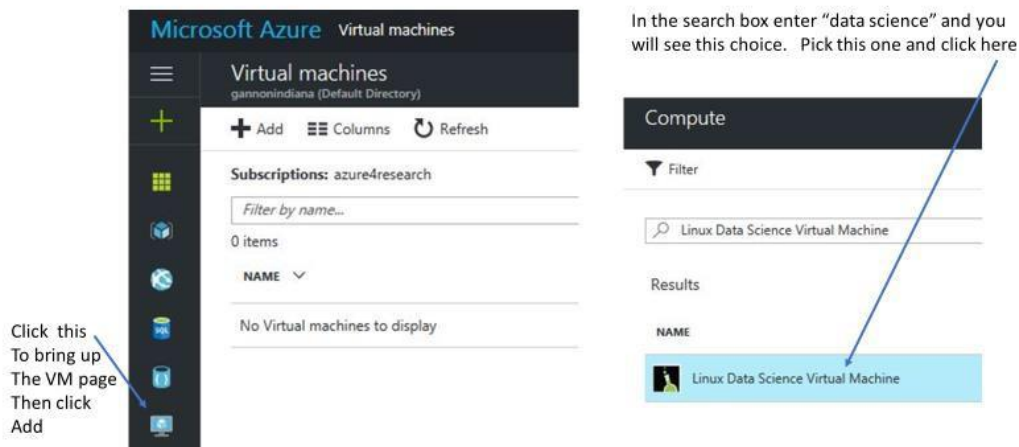 Microsoft Azure Virtual machines
Virtual machines
gannonindiana (Default Directory)
Add Columns Refresh
Subscriptions: azure4research
Filter by name...
0 items
NAME
No Virtual machines to display
Click this
To bring up
The VM page
Then click
Add
SQL
In the search box enter “data science” and you
will see this choice. Pick this one and click here
Compute
Filter
Linux Data Science Virtual Machine
Results
NAME
Linux Data Science Virtual Machine